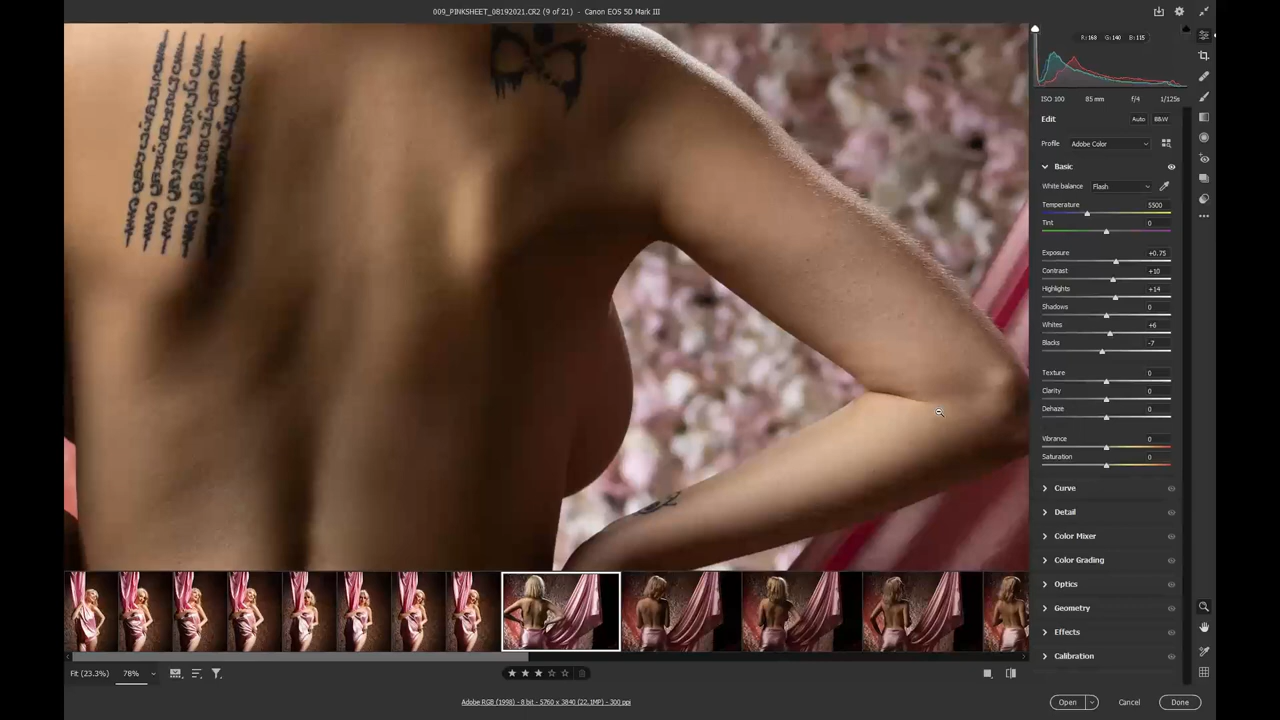 009_PINKSHEET_08192021.CR2 (9 of 21) - Canon EOS 5D Mark III
R: 168 G: 140 B: 115
ISO 100 85 mm f/4 1/125s
Edit Auto B&W
Profile Adobe Color
Basic
White balance Flash
Temperature 5500
Tint 0
Exposure +0.75
Contrast +10
Highlights +14
Shadows 0
Whites +6
Blacks -7
Texture 0
Clarity 0
Dehaze 0
Vibrance 0
Saturation 0
Curve
Detail
Color Mixer
Color Grading
Optics
Geometry
Effects
Calibration
Fit (23.3%) 78%
Adobe RGB (1998) - 8 bit - 5760 x 3840 (22.1MP) - 300 ppi
Open Cancel Done